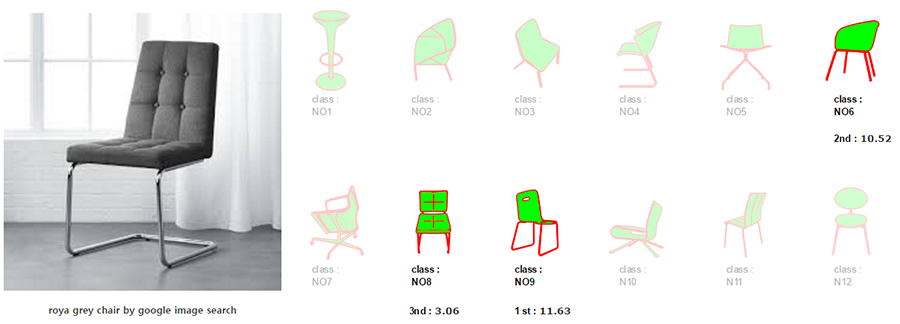 class :
NO1
class :
NO2
class :
NO3
class :
NO4
class :
NO5
class :
NO6
2nd : 10.52
class :
NO7
class :
NO8
class :
NO9
class :
N10
class :
N11
class :
N12
3nd : 3.06
1st : 11.63
roya grey chair by google image search